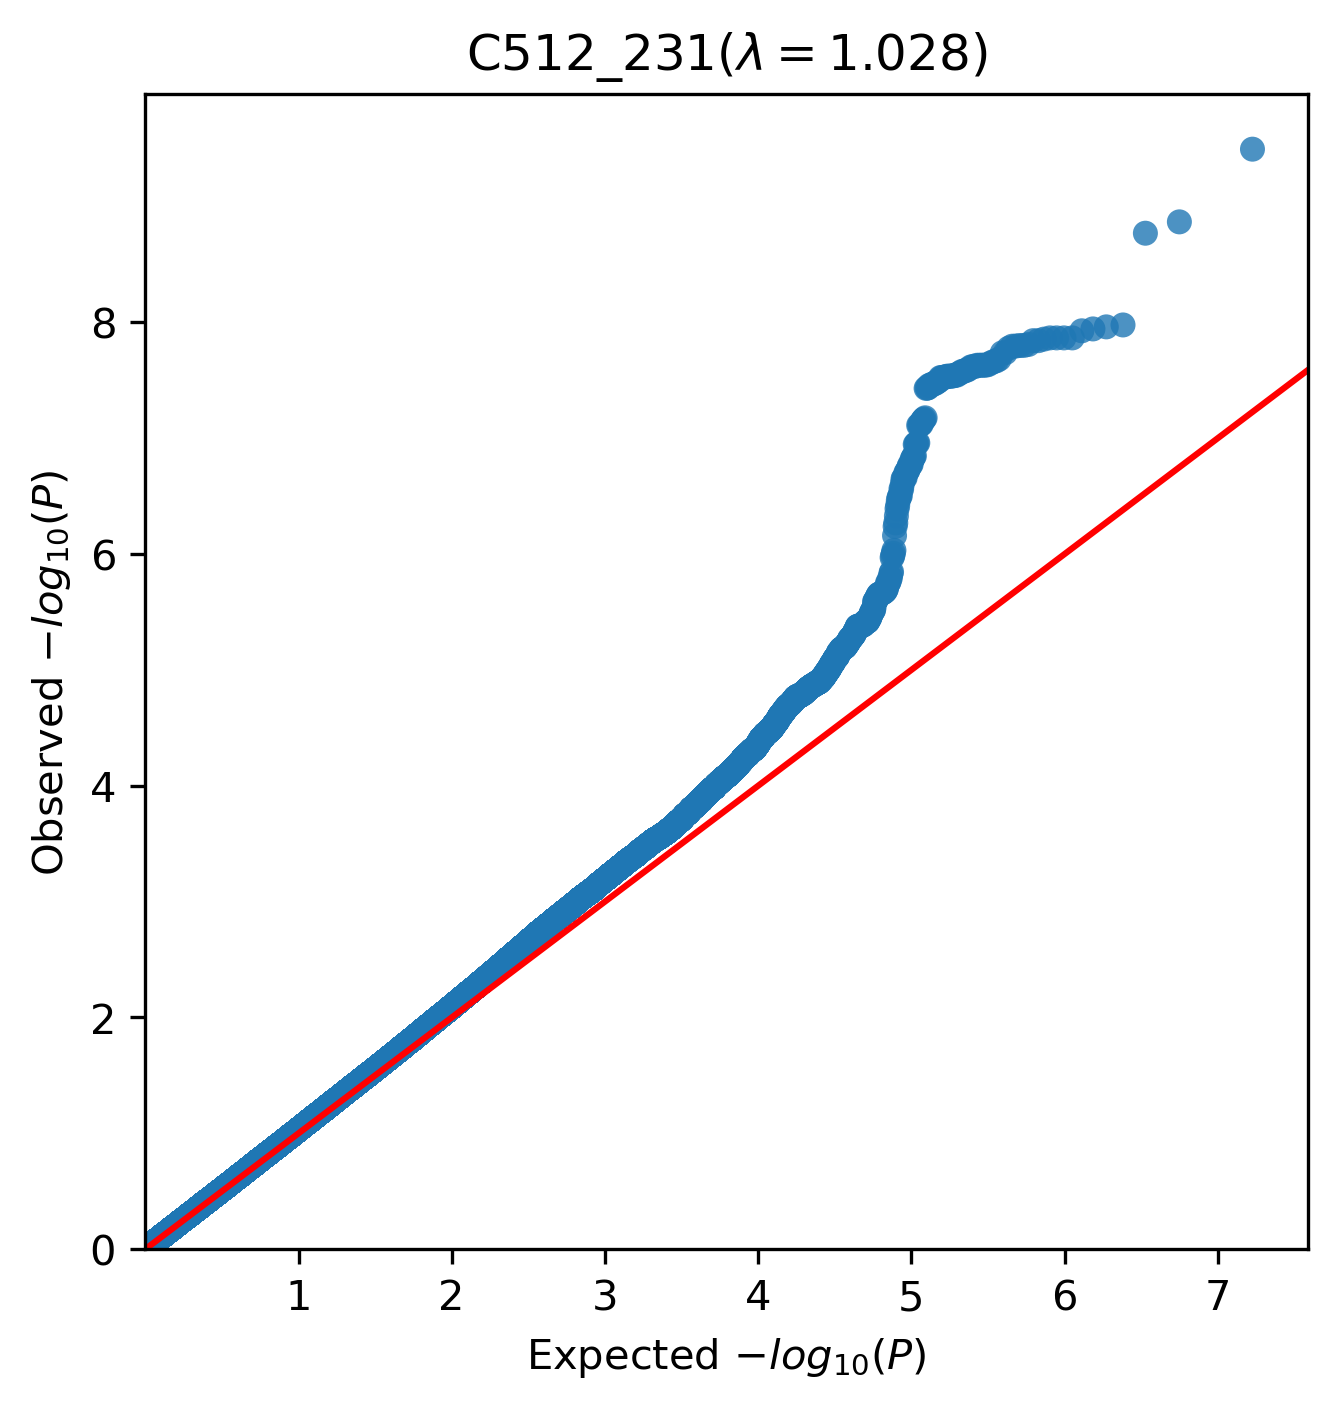 C512_231(λ = 1.028)
Observed −log₁₀(P)
8
6
4
2
0
1 2 3 4 5 6 7
Expected −log₁₀(P)